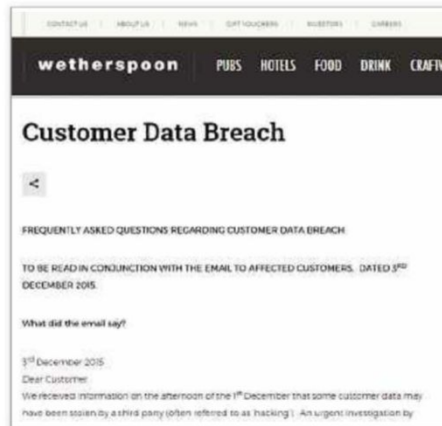 CONTACT US | ABOUT US | NEWS | GIFT VOUCHERS | INVESTORS | CAREERS
wetherspoon PUBS HOTELS FOOD DRINK CRAFTW
Customer Data Breach
FREQUENTLY ASKED QUESTIONS REGARDING CUSTOMER DATA BREACH
TO BE READ IN CONJUNCTION WITH THE EMAIL TO AFFECTED CUSTOMERS, DATED 3RD
DECEMBER 2015.
What did the email say?
3rd December 2015
Dear Customer
We received information on the afternoon of the 1st December that some customer data may
have been stolen by a third party (often referred to as 'hacking'). An urgent investigation by